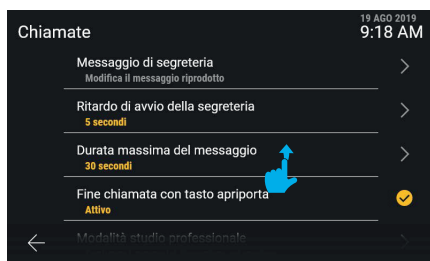 19 AGO 2019
Chiamate
9:18 AM
Messaggio di segreteria
Modifica il messaggio riprodotto
Ritardo di avvio della segreteria
5 secondi
Durata massima del messaggio
30 secondi
Fine chiamata con tasto apriporta
Attivo
Modalità studio professionale